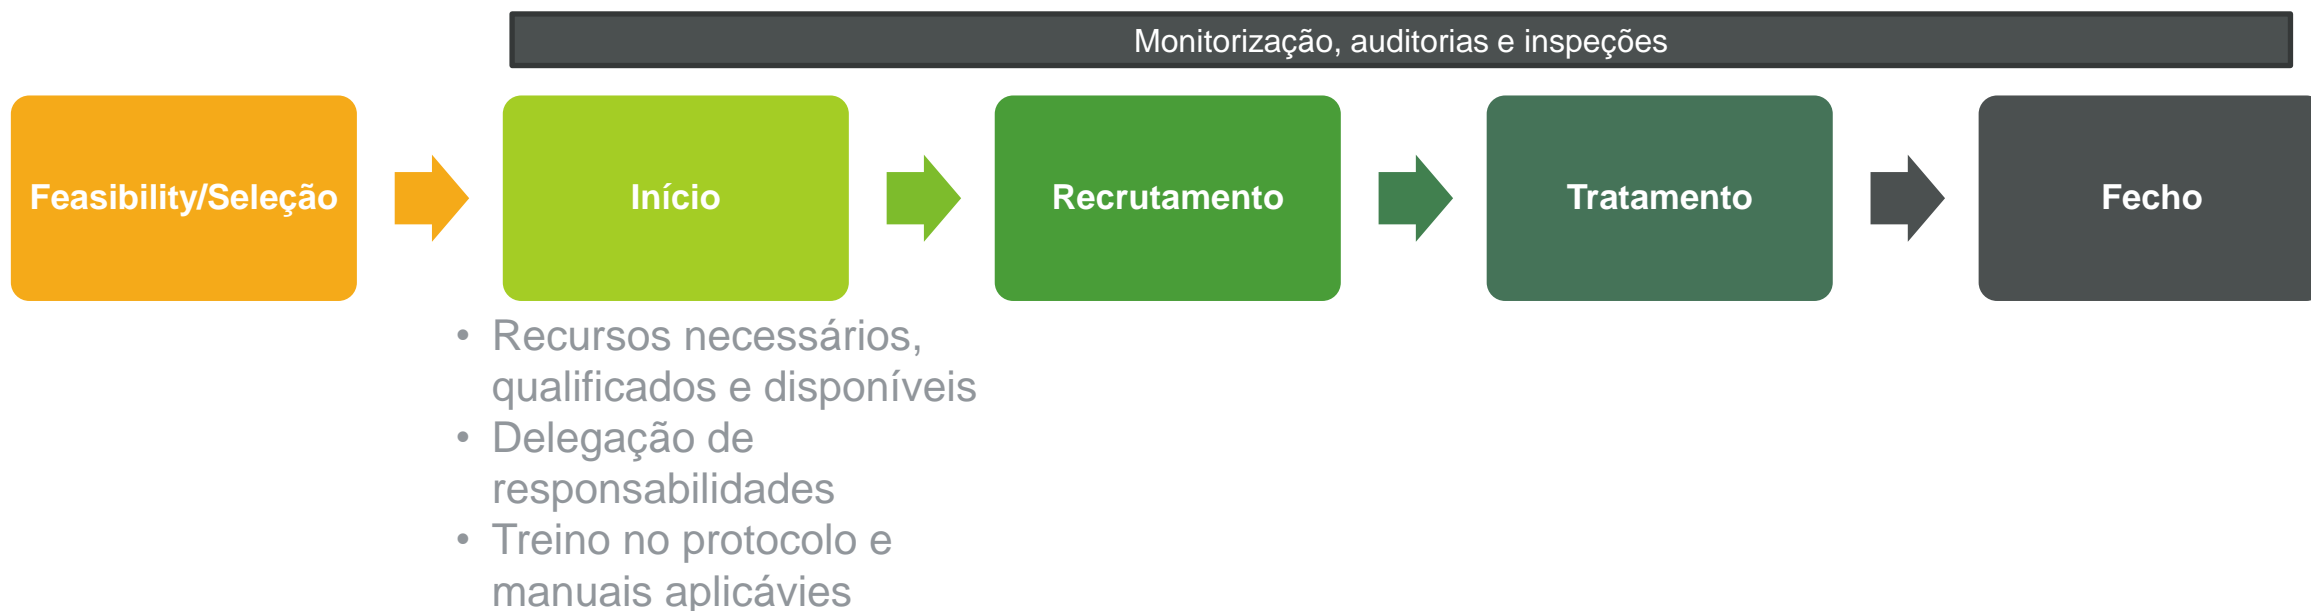 Monitorização, auditorias e inspeções
Feasibility/Seleção
Início
Recrutamento
Tratamento
Fecho
• Recursos necessários,
qualificados e disponíveis
• Delegação de
responsabilidades
• Treino no protocolo e
manuais aplicávies